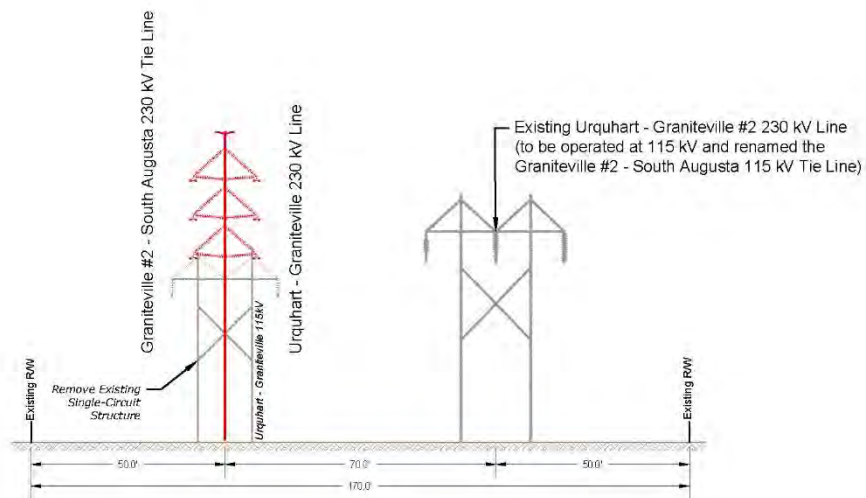 Graniteville #2 - South Augusta 230 kV Tie Line
Urquhart - Graniteville 230 kV Line
Existing Urquhart - Graniteville #2 230 kV Line
(to be operated at 115 kV and renamed the
Graniteville #2 - South Augusta 115 kV Tie Line)
Existing R/W
Remove Existing
Single-Circuit
Structure
Urquhart - Graniteville 115kV
Existing R/W
50.0'
70.0'
50.0'
170.0'